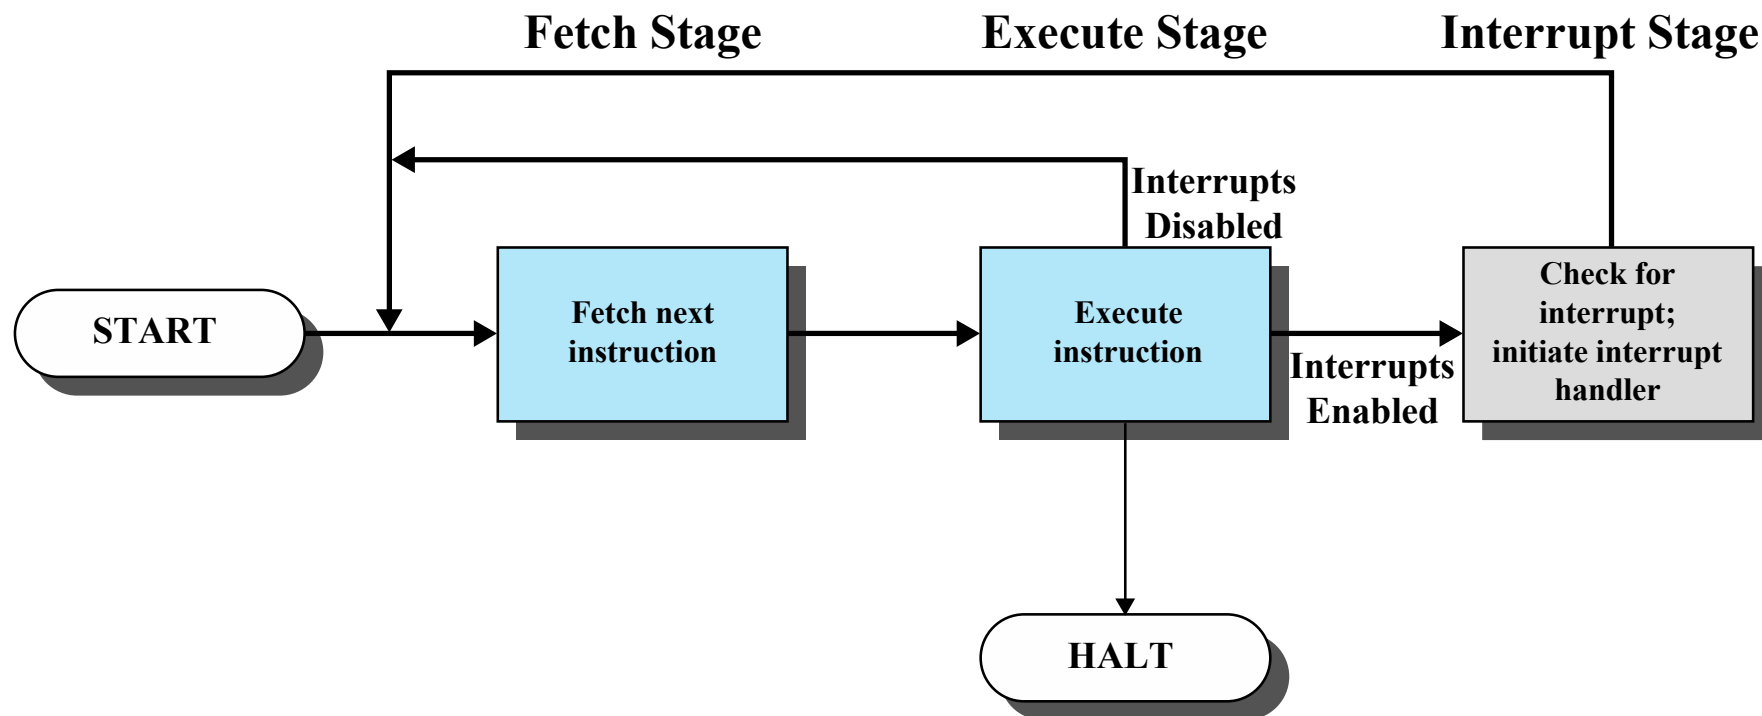 Fetch Stage
Execute Stage
Interrupt Stage
Interrupts
Disabled
START
Fetch next
instruction
Execute
instruction
Interrupts
Enabled
Check for
interrupt;
initiate interrupt
handler
HALT